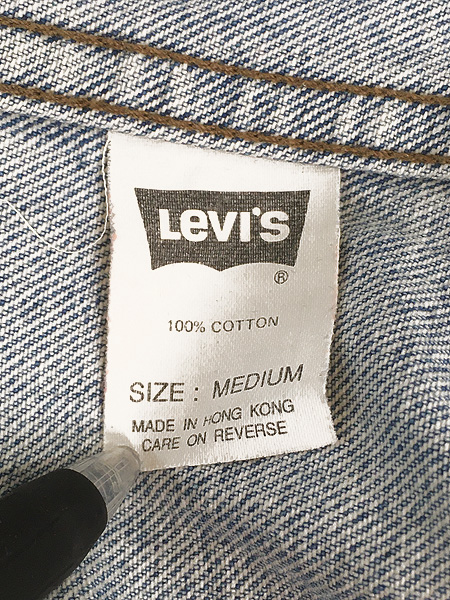 Levi's
®
100% COTTON
SIZE : MEDIUM
MADE IN HONG KONG
CARE ON REVERSE